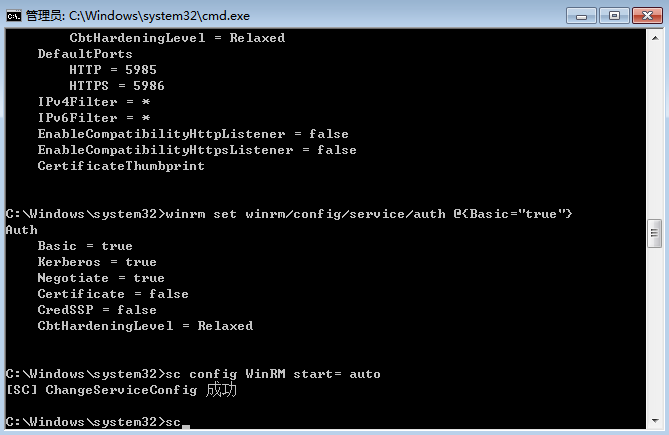 管理员: C:\Windows\system32\cmd.exe
CbtHardeningLevel = Relaxed
DefaultPorts
HTTP = 5985
HTTPS = 5986
IPv4Filter = *
IPv6Filter = *
EnableCompatibilityHttpListener = false
EnableCompatibilityHttpsListener = false
CertificateThumbprint
C:\Windows\system32>winrm set winrm/config/service/auth @{Basic="true"}
Auth
Basic = true
Kerberos = true
Negotiate = true
Certificate = false
CredSSP = false
CbtHardeningLevel = Relaxed
C:\Windows\system32>sc config WinRM start= auto
[SC] ChangeServiceConfig 成功
C:\Windows\system32>sc